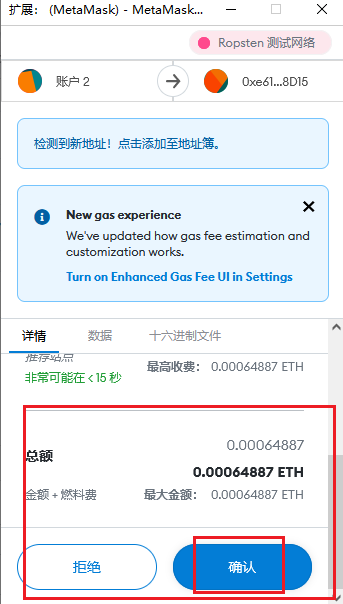 扩展： (MetaMask) - MetaMask...
Ropsten 测试网络
账户 2
0xe61...8D15
检测到新地址！点击添加至地址簿。
New gas experience
We've updated how gas fee estimation and
customization works.
Turn on Enhanced Gas Fee UI in Settings
详情 数据 十六进制文件
推荐站点
最高收费： 0.00064887 ETH
非常可能在 < 15 秒
0.00064887
总额
0.00064887 ETH
金额 + 燃料费 最大金额： 0.00064887 ETH
拒绝 确认